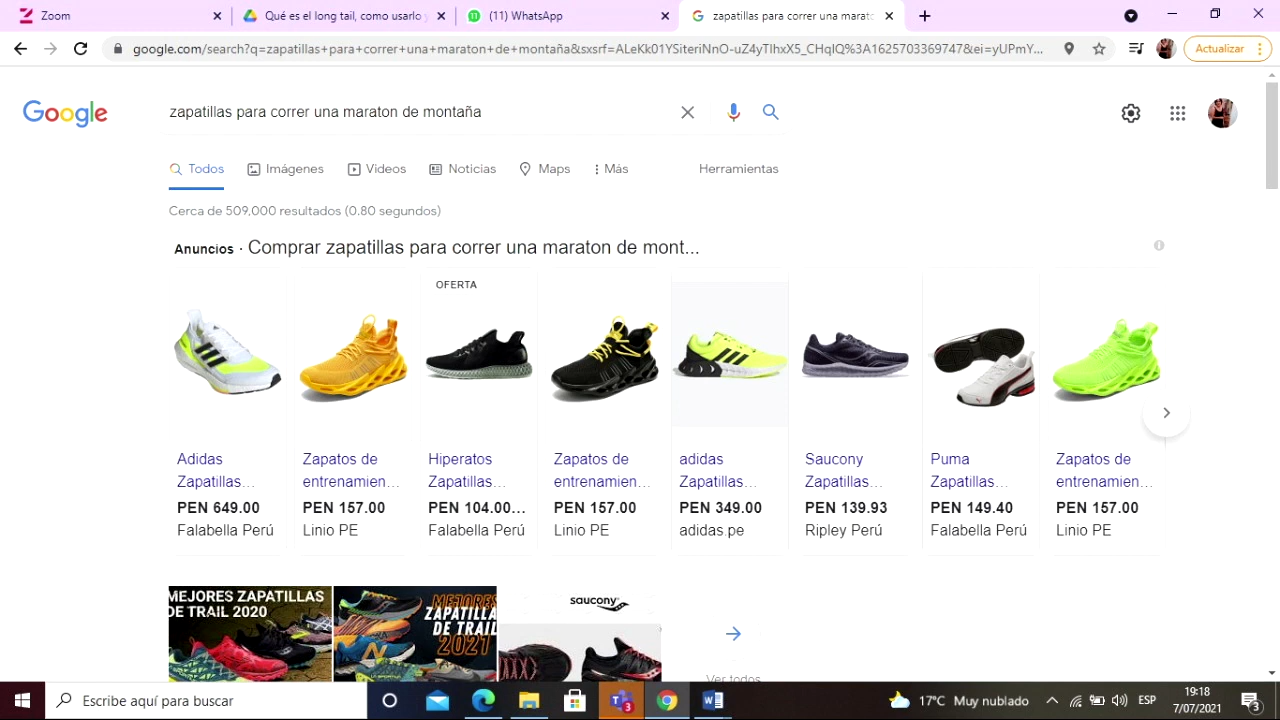 Zoom
Qué es el long tail, como usarlo y
(11) WhatsApp
zapatillas para correr una marato
google.com/search?q=zapatillas+para+correr+una+maraton+de+montaña&sxsrf=ALeKk01YSiteriNnO-uZ4yTIhxX5_CHqIQ%3A1625703369747&ei=yUPmY...
Actualizar
Google
zapatillas para correr una maraton de montaña
Todos
Imágenes
Videos
Noticias
Maps
Más
Herramientas
Cerca de 509,000 resultados (0.80 segundos)
Anuncios · Comprar zapatillas para correr una maraton de mont...
OFERTA
Adidas Zapatillas...
PEN 649.00
Falabella Perú
Zapatos de entrenamien...
PEN 157.00
Linio PE
Hiperatos Zapatillas...
PEN 104.00...
Falabella Perú
Zapatos de entrenamien...
PEN 157.00
Linio PE
adidas Zapatillas...
PEN 349.00
adidas.pe
Saucony Zapatillas...
PEN 139.93
Ripley Perú
Puma Zapatillas...
PEN 149.40
Falabella Perú
Zapatos de entrenamien...
PEN 157.00
Linio PE
MEJORES ZAPATILLAS
DE TRAIL 2020
MEJORES
ZAPATILLA
DE TRAIL
2021
saucony
Ver todos
Escribe aquí para buscar
3
17°C Muy nublado
ESP
19:18
7/07/2021
3